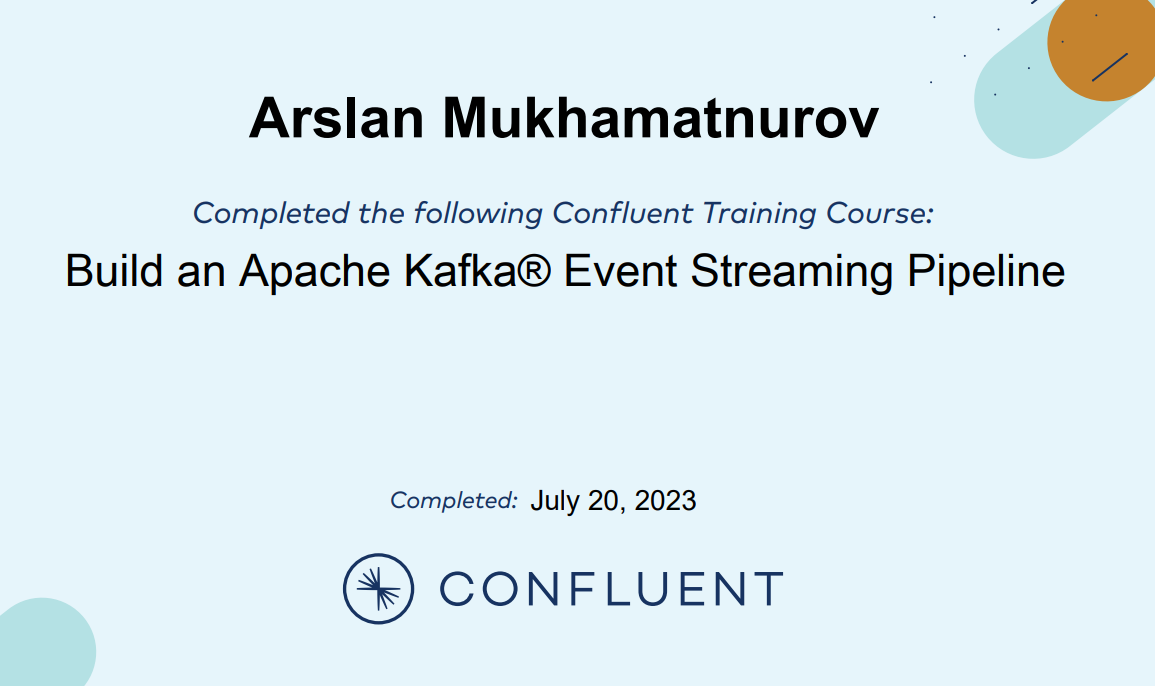 Arslan Mukhamatnurov
Completed the following Confluent Training Course:
Build an Apache Kafka® Event Streaming Pipeline
Completed: July 20, 2023
CONFLUENT